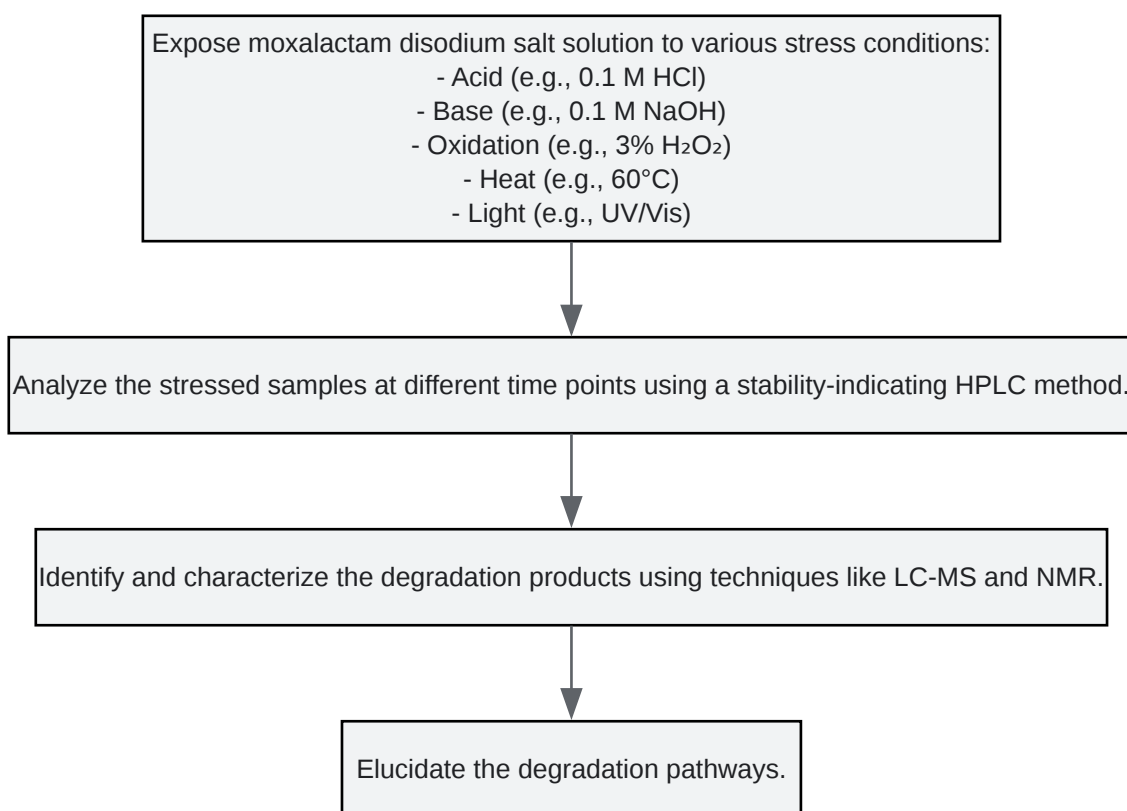 Expose moxalactam disodium salt solution to various stress conditions:
- Acid (e.g., 0.1 M HCl)
- Base (e.g., 0.1 M NaOH)
- Oxidation (e.g., 3% H₂O₂)
- Heat (e.g., 60°C)
- Light (e.g., UV/Vis)
Analyze the stressed samples at different time points using a stability-indicating HPLC method.
Identify and characterize the degradation products using techniques like LC-MS and NMR.
Elucidate the degradation pathways.